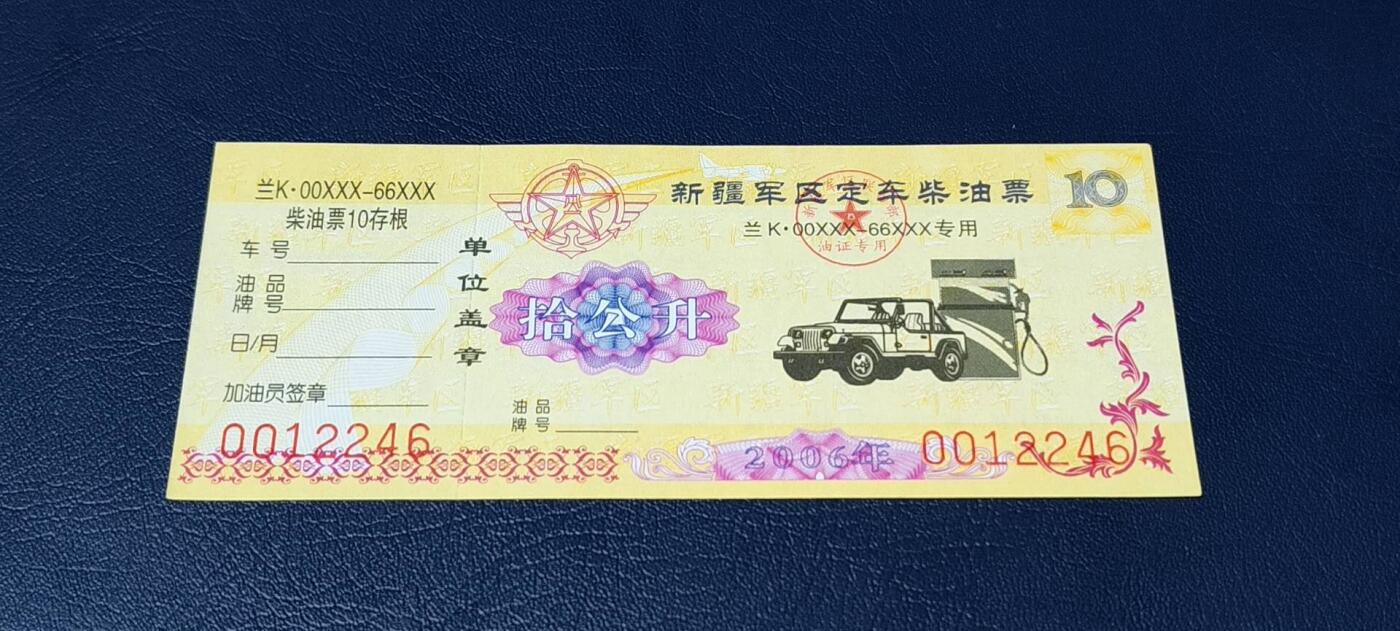 兰K·00XXX-66XXX
柴油票10存根
车号
油品
牌号
日/月
加油员签章
0012246
单位盖章
新疆军区定车柴油票
兰K·00XXX-66XXX专用
油证专用
10
拾公升
油品
牌号
2006年
0012246